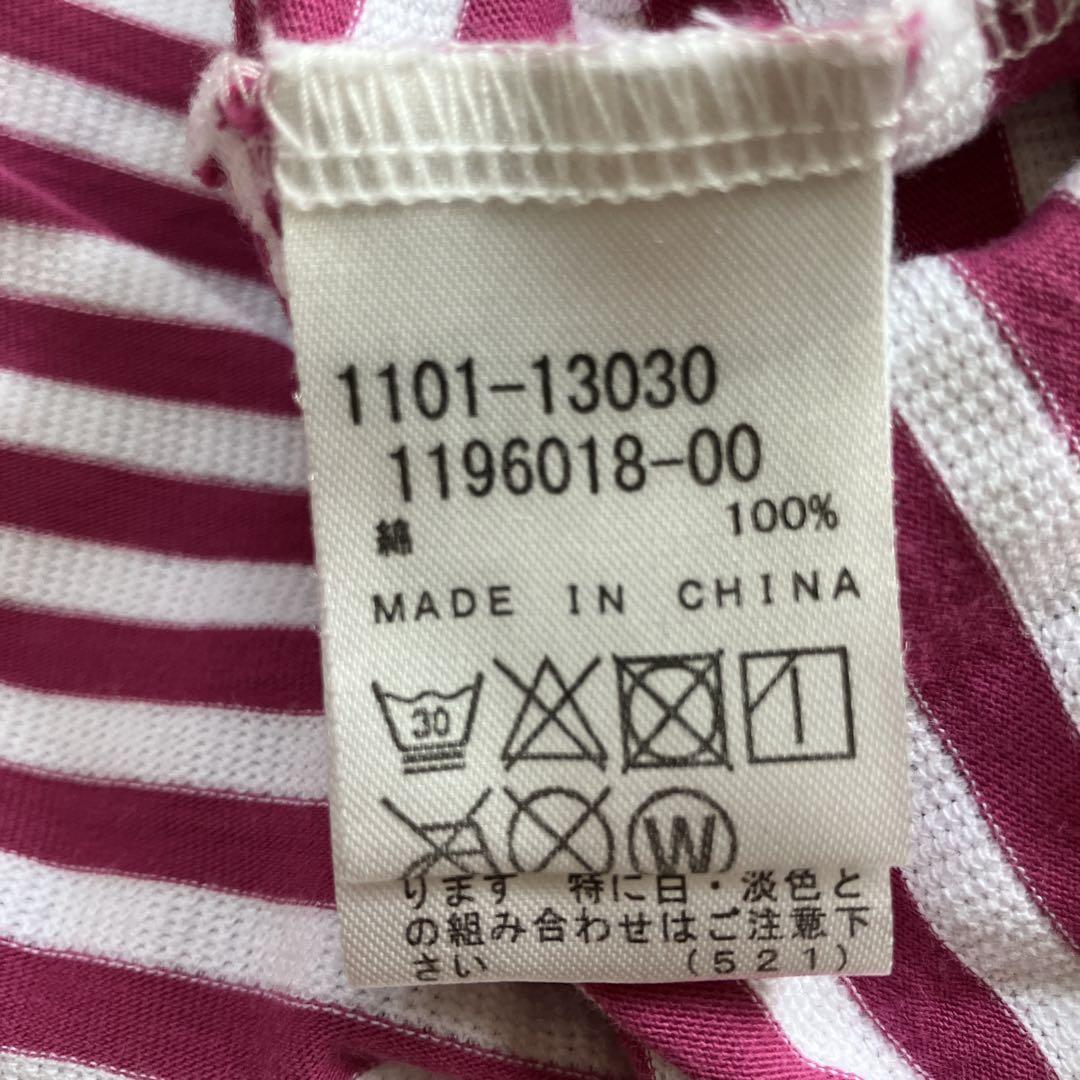 1101-13030
1196018-00
綿 100%
MADE IN CHINA
30
W
ります 特に白・淡色と
の組み合わせはご注意下
さい (521)